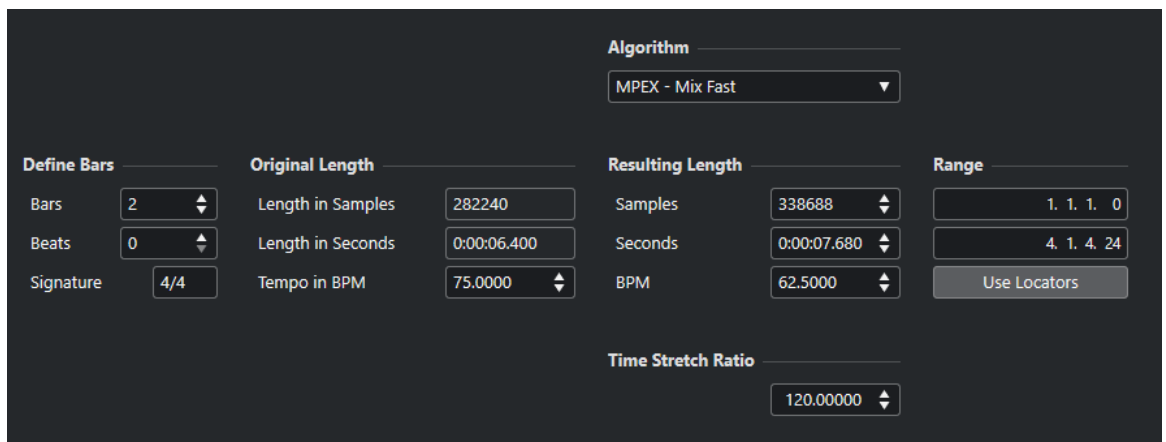 Algorithm
MPEX - Mix Fast
Define Bars Original Length Resulting Length Range
Bars 2 Length in Samples 282240 Samples 338688 1. 1. 1. 0
Beats 0 Length in Seconds 0:00:06.400 Seconds 0:00:07.680 4. 1. 4. 24
Signature 4/4 Tempo in BPM 75.0000 BPM 62.5000 Use Locators
Time Stretch Ratio
120.00000